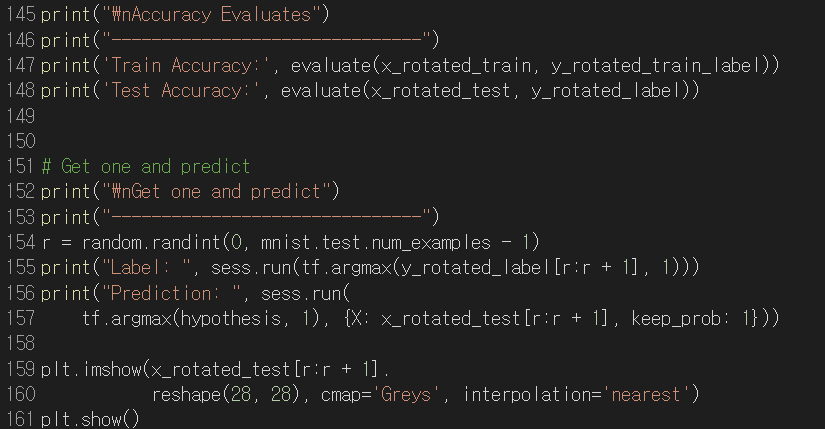 145 print("₩nAccuracy Evaluates")
146 print("-------------------------------")
147 print('Train Accuracy:', evaluate(x_rotated_train, y_rotated_train_label))
148 print('Test Accuracy:', evaluate(x_rotated_test, y_rotated_label))
149
150
151 # Get one and predict
152 print("₩nGet one and predict")
153 print("-------------------------------")
154 r = random.randint(0, mnist.test.num_examples - 1)
155 print("Label: ", sess.run(tf.argmax(y_rotated_label[r:r + 1], 1)))
156 print("Prediction: ", sess.run(
157     tf.argmax(hypothesis, 1), {X: x_rotated_test[r:r + 1], keep_prob: 1}))
158
159 plt.imshow(x_rotated_test[r:r + 1].
160            reshape(28, 28), cmap='Greys', interpolation='nearest')
161 plt.show()